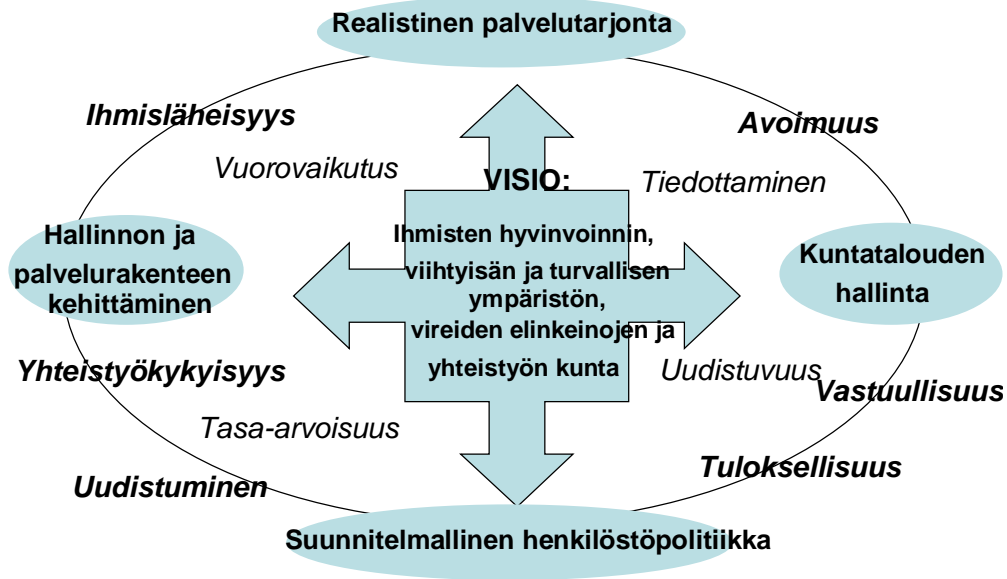 Realistinen palvelutarjonta
Ihmisläheisyys
Avoimuus
Vuorovaikutus
VISIO:
Tiedottaminen
Hallinnon ja
palvelurakenteen
kehittäminen
Ihmisten hyvinvoinnin,
viihtyisän ja turvallisen
ympäristön,
vireiden elinkeinojen ja
yhteistyön kunta
Kuntatalouden
hallinta
Yhteistyökykyisyys
Uudistuvuus
Vastuullisuus
Tasa-arvoisuus
Uudistuminen
Tuloksellisuus
Suunnitelmallinen henkilöstöpolitiikka